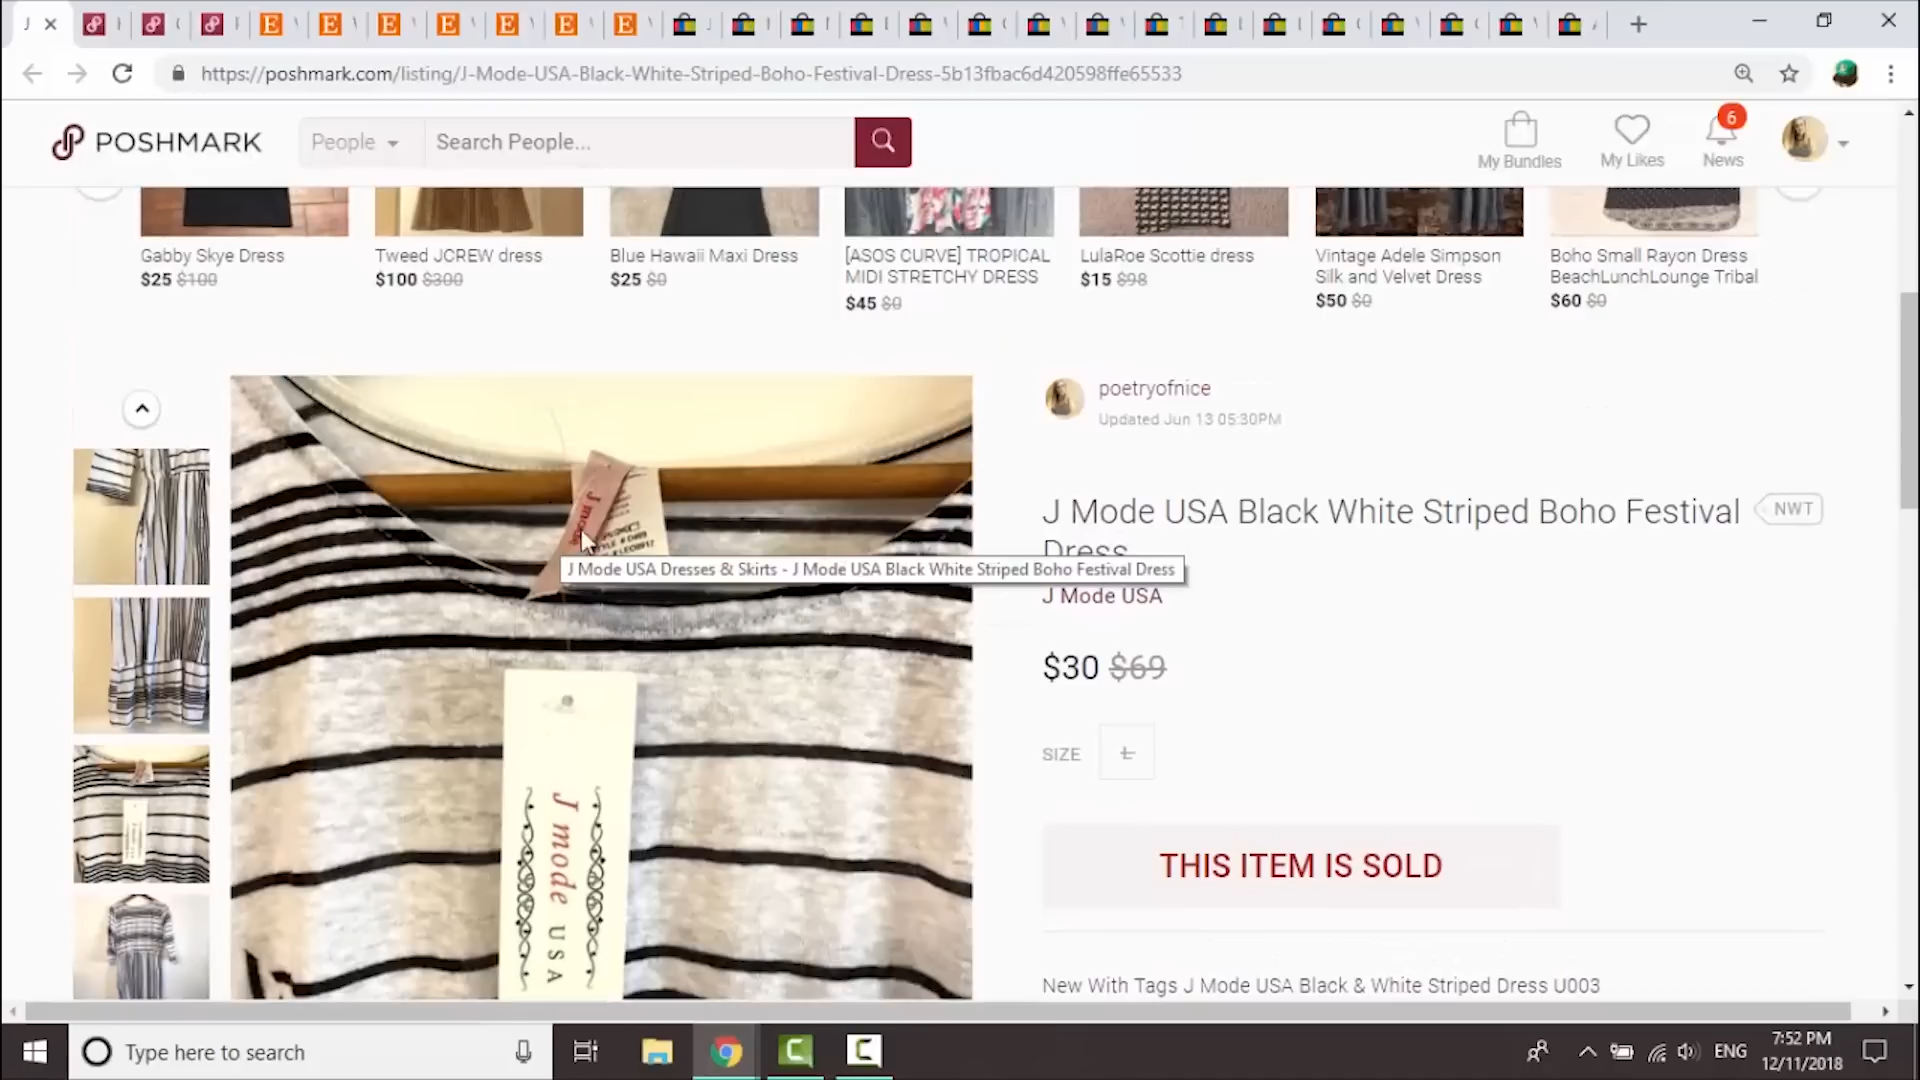 https://poshmark.com/listing/J-Mode-USA-Black-White-Striped-Boho-Festival-Dress-5b13fbac6d420598ffe65533
POSHMARK
People
Search People...
My Bundles
My Likes
6
News
Gabby Skye Dress
$25 $100
Tweed JCREW dress
$100 $300
Blue Hawaii Maxi Dress
$25 $0
[ASOS CURVE] TROPICAL
MIDI STRETCHY DRESS
$45 $0
LulaRoe Scottie dress
$15 $98
Vintage Adele Simpson
Silk and Velvet Dress
$50 $0
Boho Small Rayon Dress
BeachLunchLounge Tribal
$60 $0
poetryofnice
Updated Jun 13 05:30PM
J Mode USA Black White Striped Boho Festival
Dress
NWT
J Mode USA Dresses & Skirts - J Mode USA Black White Striped Boho Festival Dress
J Mode USA
$30 $69
SIZE L
THIS ITEM IS SOLD
New With Tags J Mode USA Black & White Striped Dress U003
J mode USA
Type here to search
ENG
7:52 PM
12/11/2018